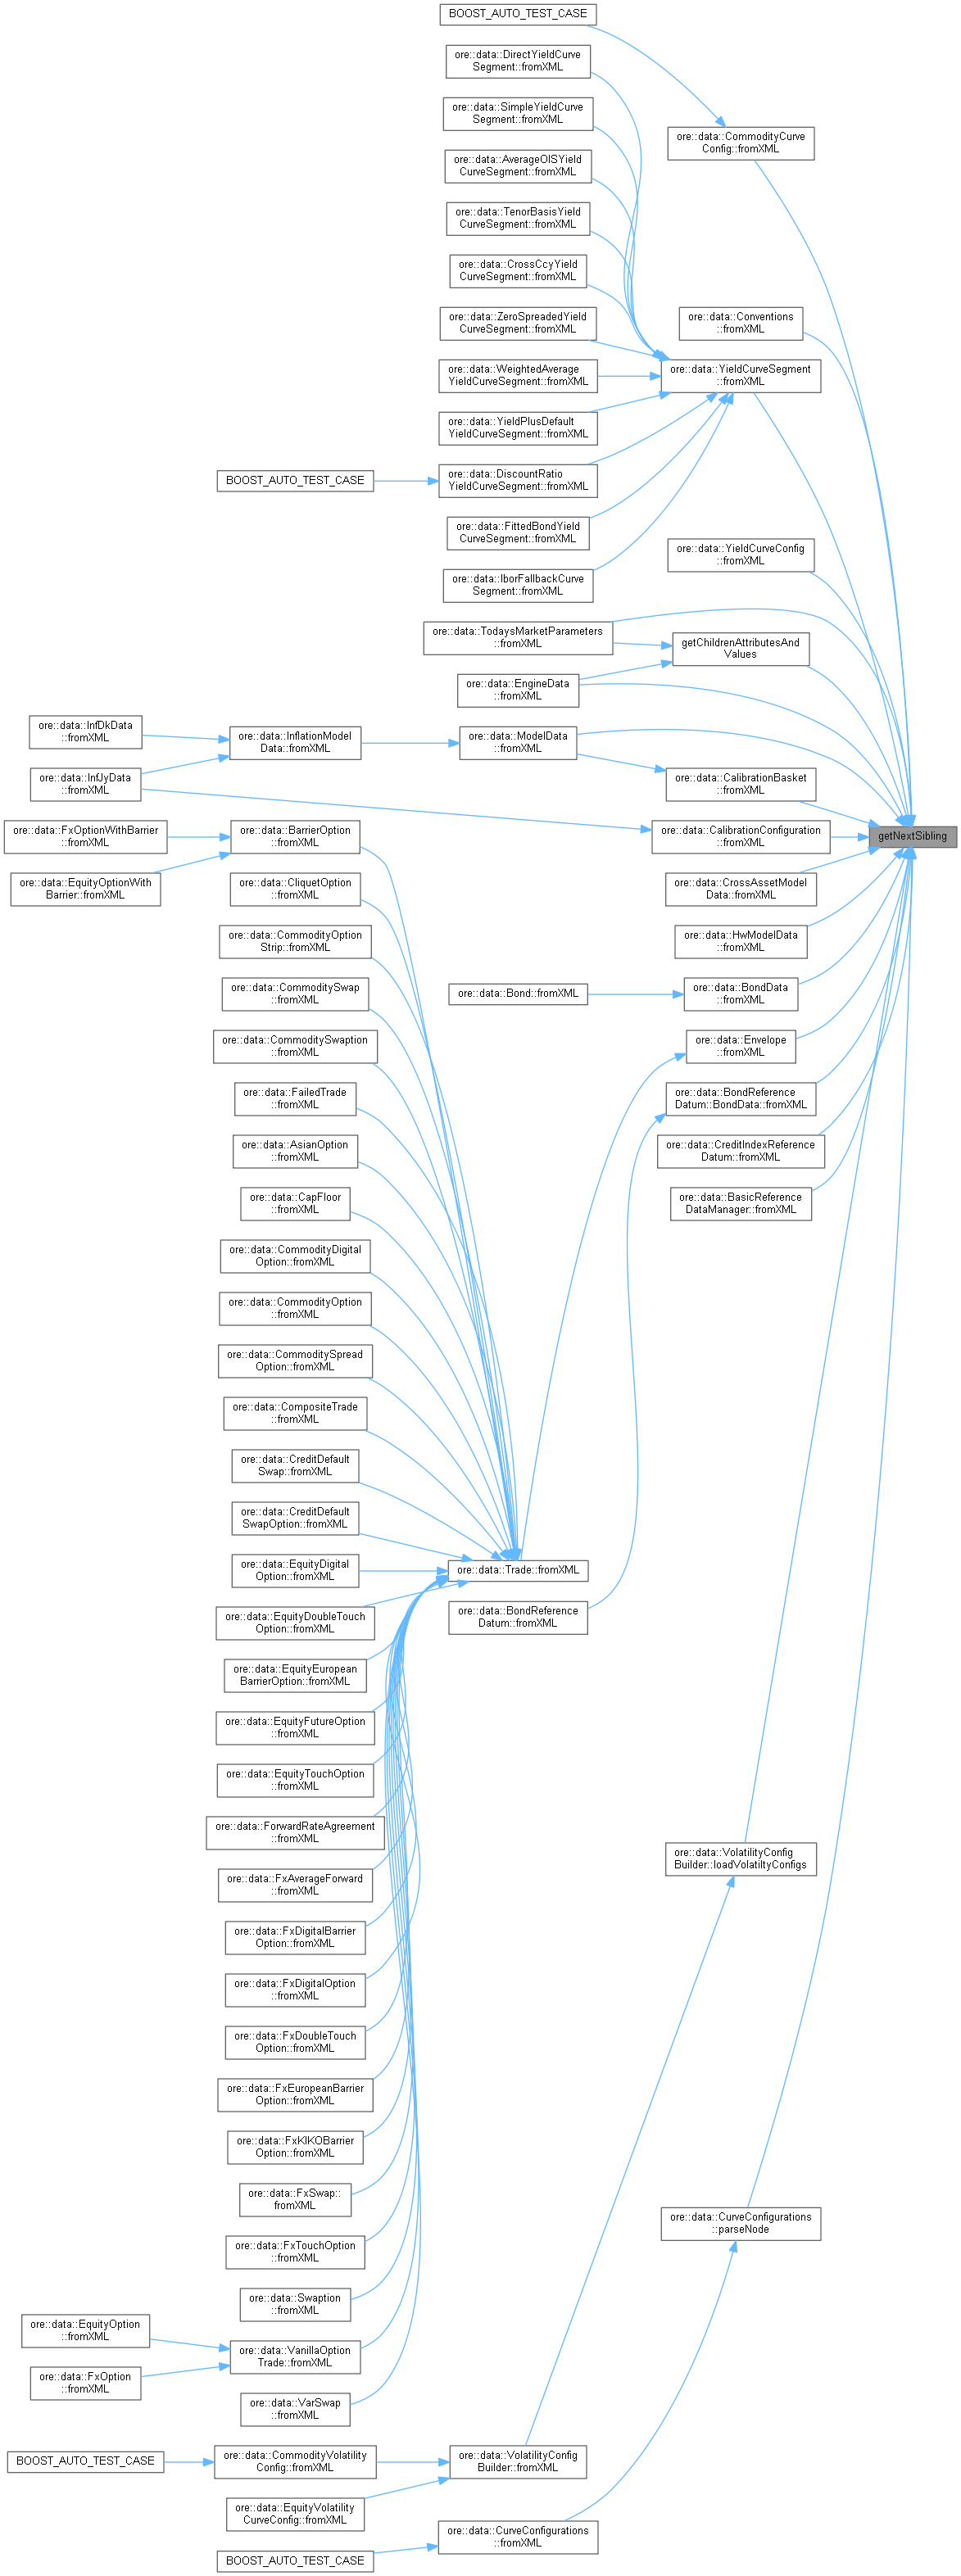 BOOST_AUTO_TEST_CASE
ore::data::DirectYieldCurve
Segment::fromXML
ore::data::SimpleYieldCurve
Segment::fromXML
ore::data::CommodityCurve
Config::fromXML
ore::data::AverageOISYield
CurveSegment::fromXML
ore::data::TenorBasisYield
CurveSegment::fromXML
ore::data::CrossCcyYield
CurveSegment::fromXML
ore::data::ZeroSpreadedYield
CurveSegment::fromXML
ore::data::Conventions
::fromXML
ore::data::WeightedAverage
YieldCurveSegment::fromXML
ore::data::YieldCurveSegment
::fromXML
ore::data::YieldPlusDefault
YieldCurveSegment::fromXML
BOOST_AUTO_TEST_CASE
ore::data::DiscountRatio
YieldCurveSegment::fromXML
ore::data::FittedBondYield
CurveSegment::fromXML
ore::data::YieldCurveConfig
::fromXML
ore::data::IborFallbackCurve
Segment::fromXML
ore::data::TodaysMarketParameters
::fromXML
getChildrenAttributesAnd
Values
ore::data::EngineData
::fromXML
ore::data::InfDkData
::fromXML
ore::data::InflationModel
Data::fromXML
ore::data::ModelData
::fromXML
ore::data::InfJyData
::fromXML
ore::data::CalibrationBasket
::fromXML
ore::data::FxOptionWithBarrier
::fromXML
ore::data::BarrierOption
::fromXML
ore::data::CalibrationConfiguration
::fromXML
getNextSibling
ore::data::EquityOptionWith
Barrier::fromXML
ore::data::CliquetOption
::fromXML
ore::data::CrossAssetModel
Data::fromXML
ore::data::CommodityOption
Strip::fromXML
ore::data::HwModelData
::fromXML
ore::data::CommoditySwap
::fromXML
ore::data::Bond::fromXML
ore::data::BondData
::fromXML
ore::data::CommoditySwaption
::fromXML
ore::data::Envelope
::fromXML
ore::data::FailedTrade
::fromXML
ore::data::BondReference
Datum::BondData::fromXML
ore::data::AsianOption
::fromXML
ore::data::CreditIndexReference
Datum::fromXML
ore::data::CapFloor
::fromXML
ore::data::BasicReference
DataManager::fromXML
ore::data::CommodityDigital
Option::fromXML
ore::data::CommodityOption
::fromXML
ore::data::CommoditySpread
Option::fromXML
ore::data::CompositeTrade
::fromXML
ore::data::CreditDefault
Swap::fromXML
ore::data::CreditDefault
SwapOption::fromXML
ore::data::EquityDigital
Option::fromXML
ore::data::Trade::fromXML
ore::data::EquityDoubleTouch
Option::fromXML
ore::data::BondReference
Datum::fromXML
ore::data::EquityEuropean
BarrierOption::fromXML
ore::data::EquityFutureOption
::fromXML
ore::data::EquityTouchOption
::fromXML
ore::data::ForwardRateAgreement
::fromXML
ore::data::VolatilityConfig
Builder::loadVolatiltyConfigs
ore::data::FxAverageForward
::fromXML
ore::data::FxDigitalBarrier
Option::fromXML
ore::data::FxDigitalOption
::fromXML
ore::data::FxDoubleTouch
Option::fromXML
ore::data::FxEuropeanBarrier
Option::fromXML
ore::data::FxKIKOBarrier
Option::fromXML
ore::data::FxSwap::
fromXML
ore::data::CurveConfigurations
::parseNode
ore::data::FxTouchOption
::fromXML
ore::data::Swaption
::fromXML
ore::data::EquityOption
::fromXML
ore::data::VanillaOption
Trade::fromXML
ore::data::FxOption
::fromXML
ore::data::VarSwap
::fromXML
BOOST_AUTO_TEST_CASE
ore::data::CommodityVolatility
Config::fromXML
ore::data::VolatilityConfig
Builder::fromXML
ore::data::EquityVolatility
CurveConfig::fromXML
ore::data::CurveConfigurations
::fromXML
BOOST_AUTO_TEST_CASE